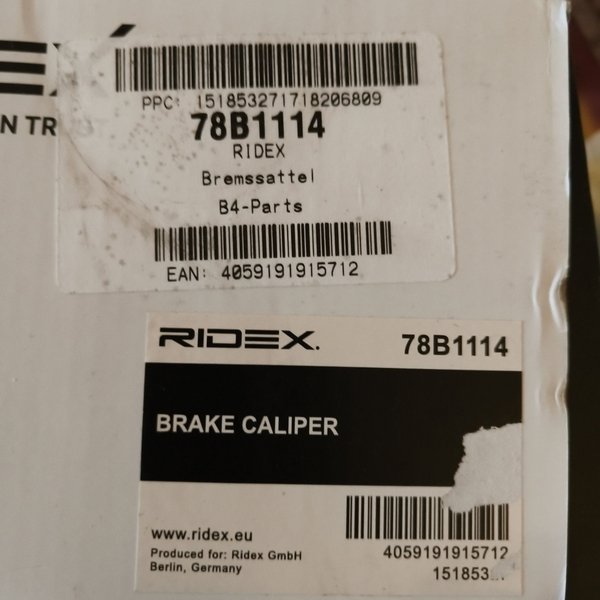 PPC: 151853271718206809
78B1114
RIDEX
Bremssattel
B4-Parts
EAN: 4059191915712
RIDEX.
78B1114
BRAKE CALIPER
www.ridex.eu
Produced for: Ridex GmbH
Berlin, Germany
4059191915712
151853